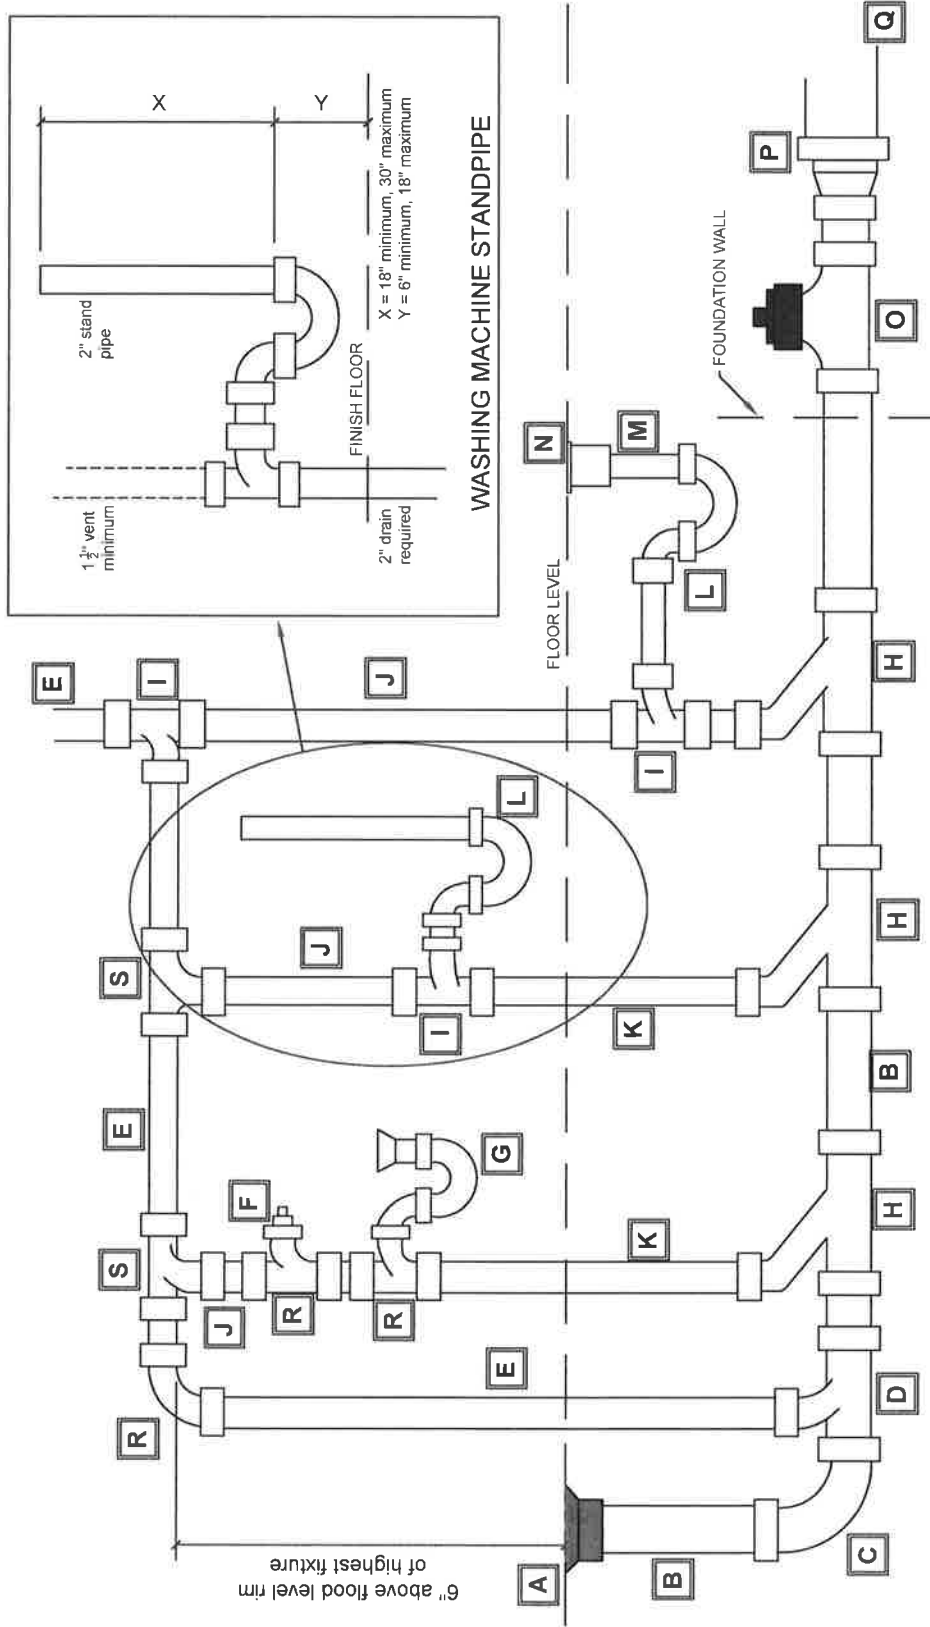 X
Y
2" stand
pipe
1 1/2" vent
minimum
FINISH FLOOR
2" drain
required
X = 18" minimum, 30" maximum
Y = 6" minimum, 18" maximum
WASHING MACHINE STANDPIPE
E
I
J
S
E
S
R
J
I
L
J
F
R
R
G
E
K
K
I
L
M
N
FLOOR LEVEL
FOUNDATION WALL
6" above flood level rim
of highest fixture
A
B
C
D
H
B
H
H
O
P
Q